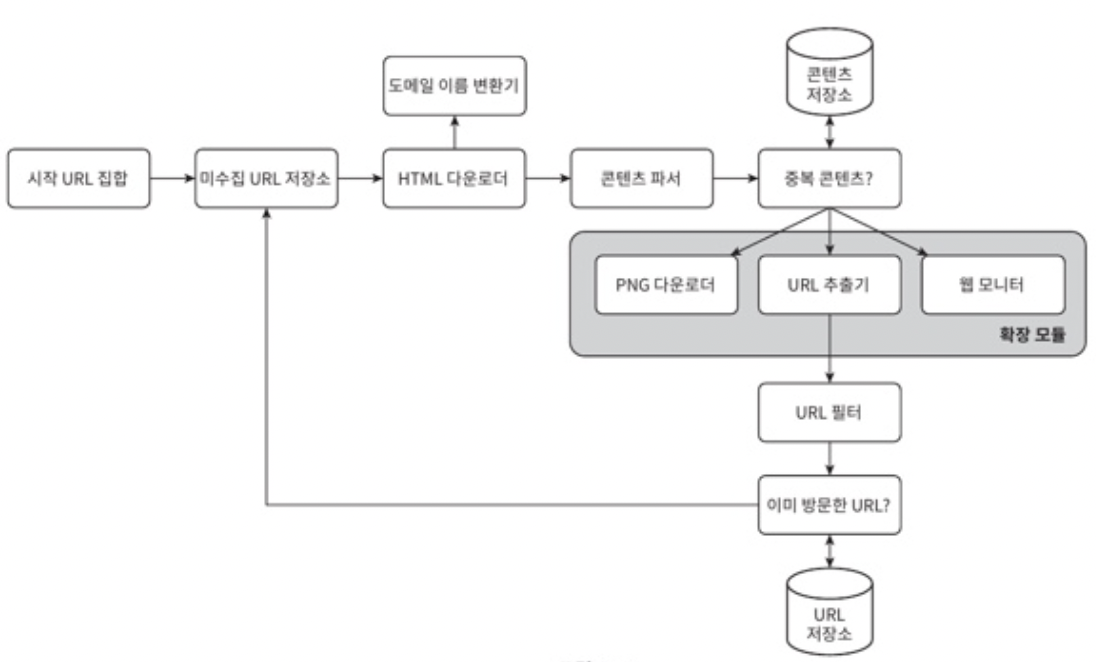 콘텐츠
저장소
도메일 이름 변환기
시작 URL 집합
미수집 URL 저장소
HTML 다운로더
콘텐츠 파서
중복 콘텐츠?
PNG 다운로더
URL 추출기
웹 모니터
확장 모듈
URL 필터
이미 방문한 URL?
URL
저장소